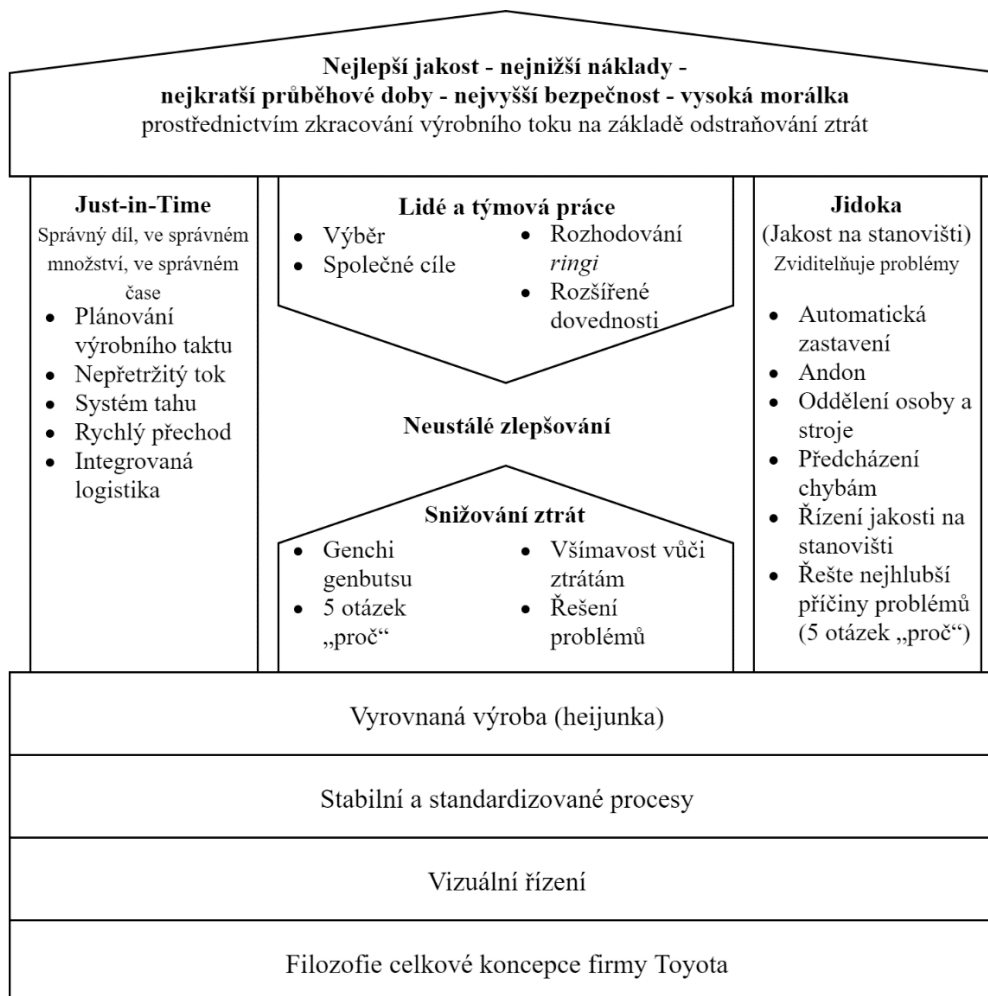 Nejlepší jakost - nejnižší náklady -
nejkratší průběhové doby - nejvyšší bezpečnost - vysoká morálka
prostřednictvím zkracování výrobního toku na základě odstraňování ztrát
Just-in-Time
Správný díl, ve správném
množství, ve správném
čase
• Plánování
výrobního taktu
• Nepřetržitý tok
• Systém tahu
• Rychlý přechod
• Integrovaná
logistika
Lidé a týmová práce
• Výběr
• Společné cíle
• Rozhodování
ringi
• Rozšířené
dovednosti
Neustálé zlepšování
Snižování ztrát
• Genchi
genbutsu
• 5 otázek
„proč“
• Všímavost vůči
ztrátám
• Řešení
problémů
Jidoka
(Jakost na stanovišti)
Zviditelňuje problémy
• Automatická
zastavení
• Andon
• Oddělení osoby a
stroje
• Předcházení
chybám
• Řízení jakosti na
stanovišti
• Řešte nejhlubší
příčiny problémů
(5 otázek „proč“)
Vyrovnaná výroba (heijunka)
Stabilní a standardizované procesy
Vizuální řízení
Filozofie celkové koncepce firmy Toyota